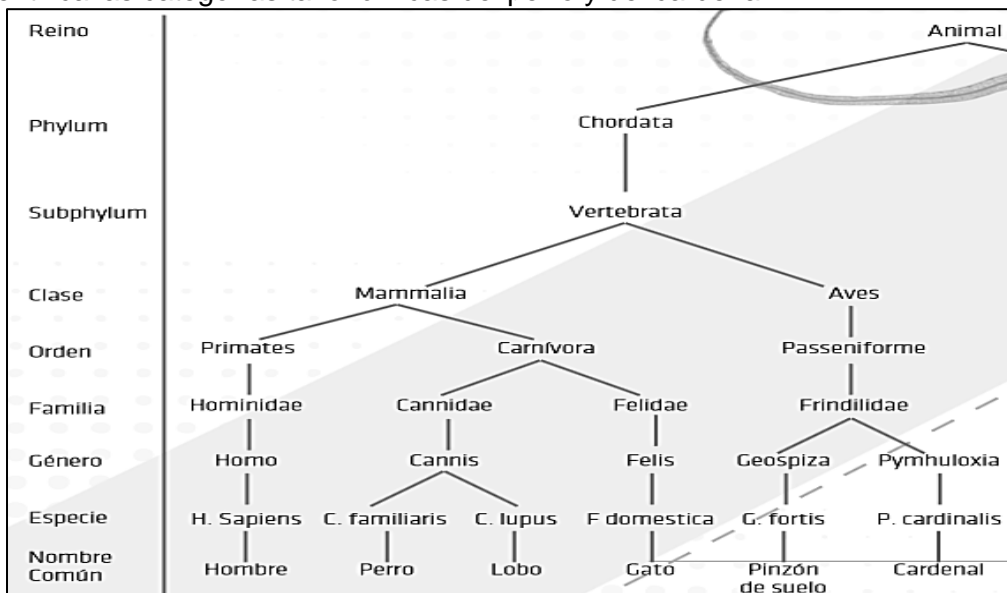 Reino Animal
Phylum Chordata
Subphylum Vertebrata
Clase Mammalia Aves
Orden Primates Carnívora Passeniforme
Familia Hominidae Cannidae Felidae Frindilidae
Género Homo Cannis Felis Geospiza Pymhuloxia
Especie H. Sapiens C. familiaris C. lupus F domestica G. fortis P. cardinalis
Nombre Común Hombre Perro Lobo Gato Pinzón de suelo Cardenal